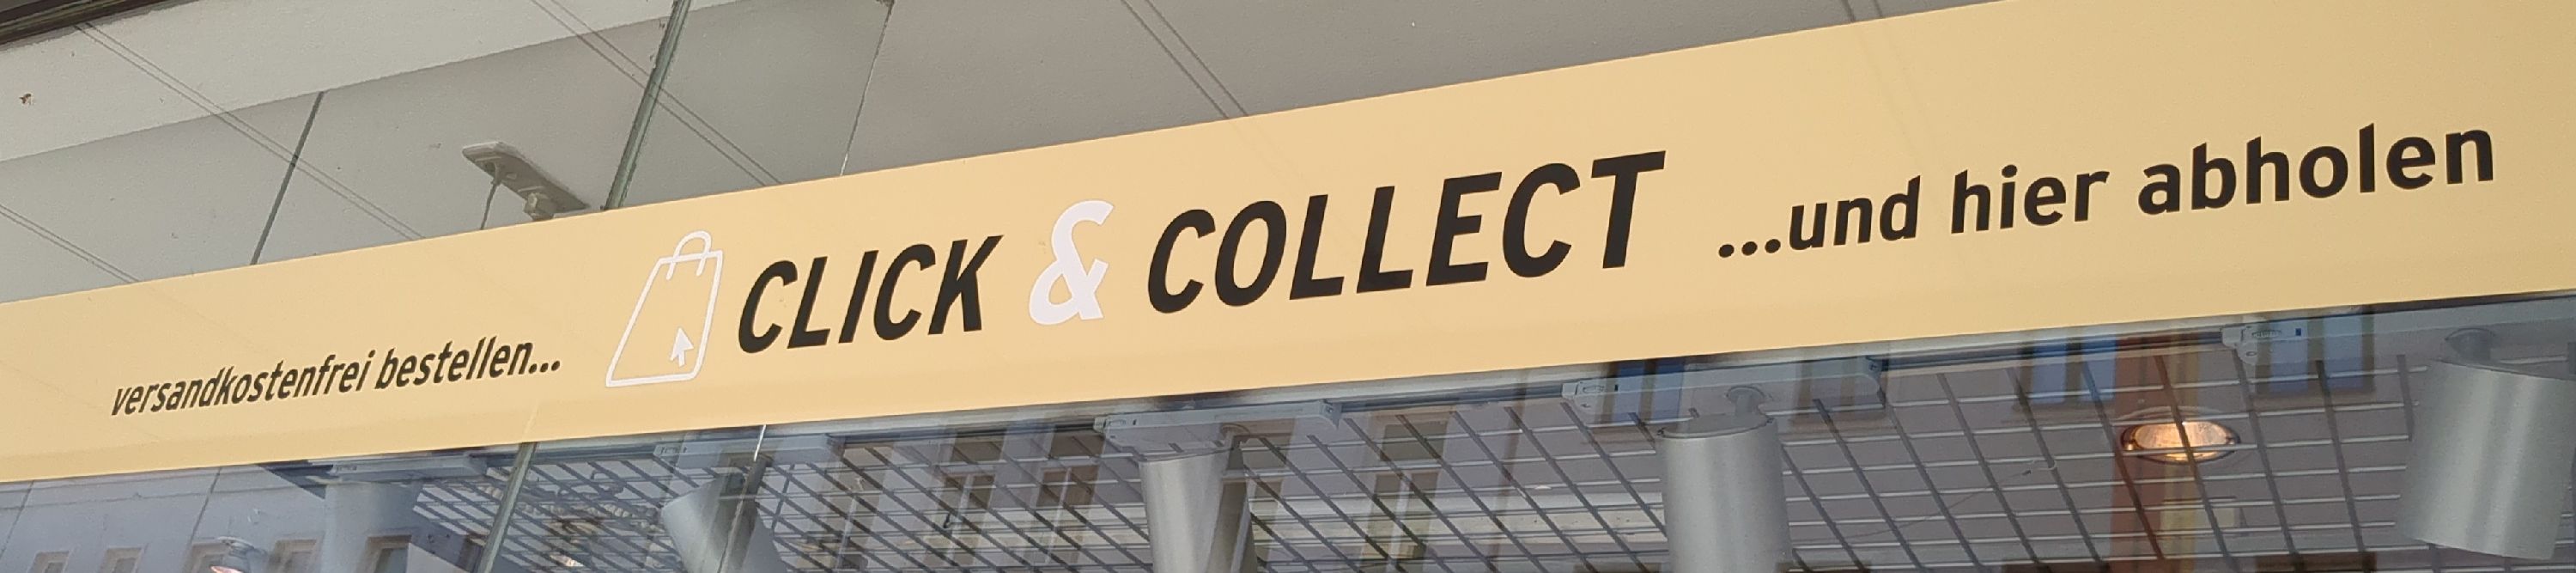 versandkostenfrei bestellen... CLICK & COLLECT ...und hier abholen